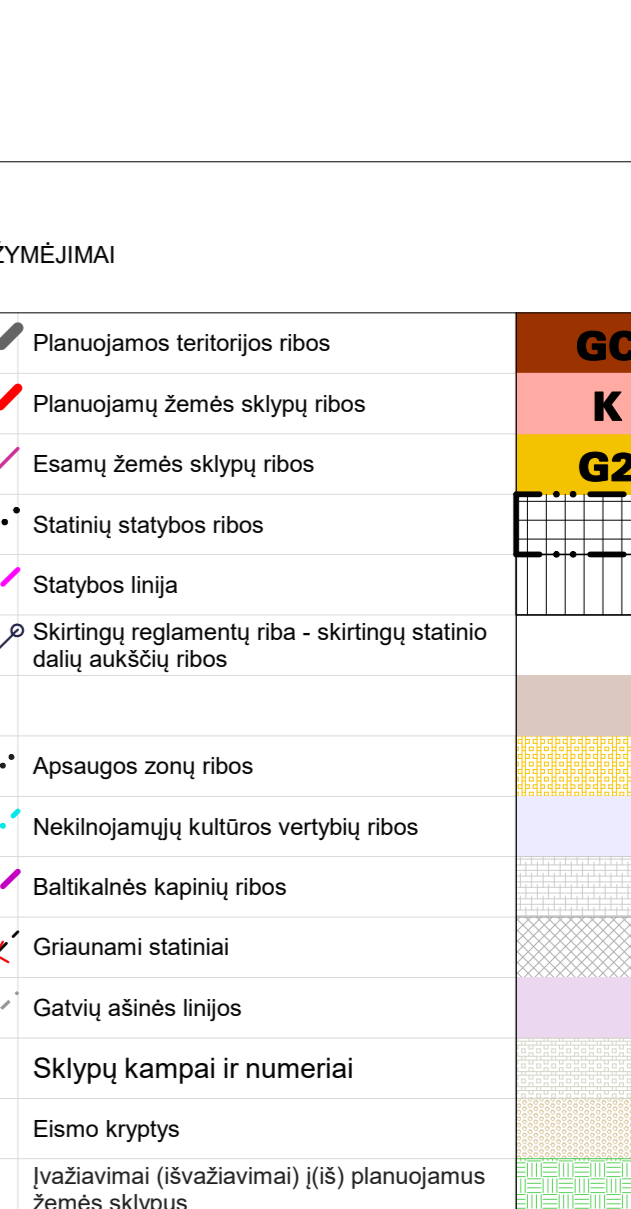 ŽYMĖJIMAI
Planuojamos teritorijos ribos
GC
Planuojamų žemės sklypų ribos
K
Esamų žemės sklypų ribos
G2
Statinių statybos ribos
Statybos linija
Skirtingų reglamentų riba - skirtingų statinio
dalių aukščių ribos
Apsaugos zonų ribos
Nekilnojamųjų kultūros vertybių ribos
Baltikalnės kapinių ribos
Griaunami statiniai
Gatvių ašinės linijos
Sklypų kampai ir numeriai
Eismo kryptys
Įvažiavimai (išvažiavimai) į(iš) planuojamus
žemės sklypus